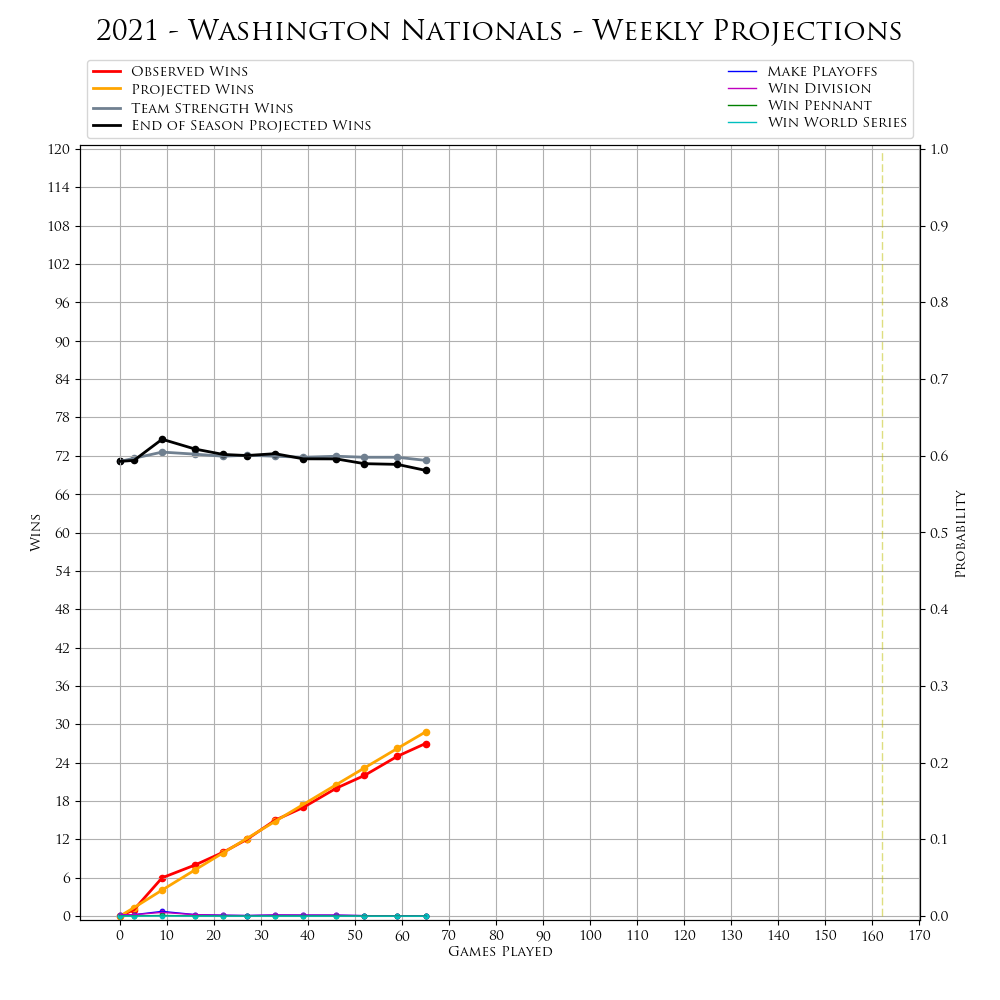 2021 - Washington Nationals - Weekly Projections
Observed Wins
Projected Wins
Team Strength Wins
End of Season Projected Wins
Make Playoffs
Win Division
Win Pennant
Win World Series
120
114
108
102
96
90
84
78
72
66
60
54
48
42
36
30
24
18
12
6
0
Wins
1.0
0.9
0.8
0.7
0.6
0.5
0.4
0.3
0.2
0.1
0.0
Probability
0 10 20 30 40 50 60 70 80 90 100 110 120 130 140 150 160 170
Games Played